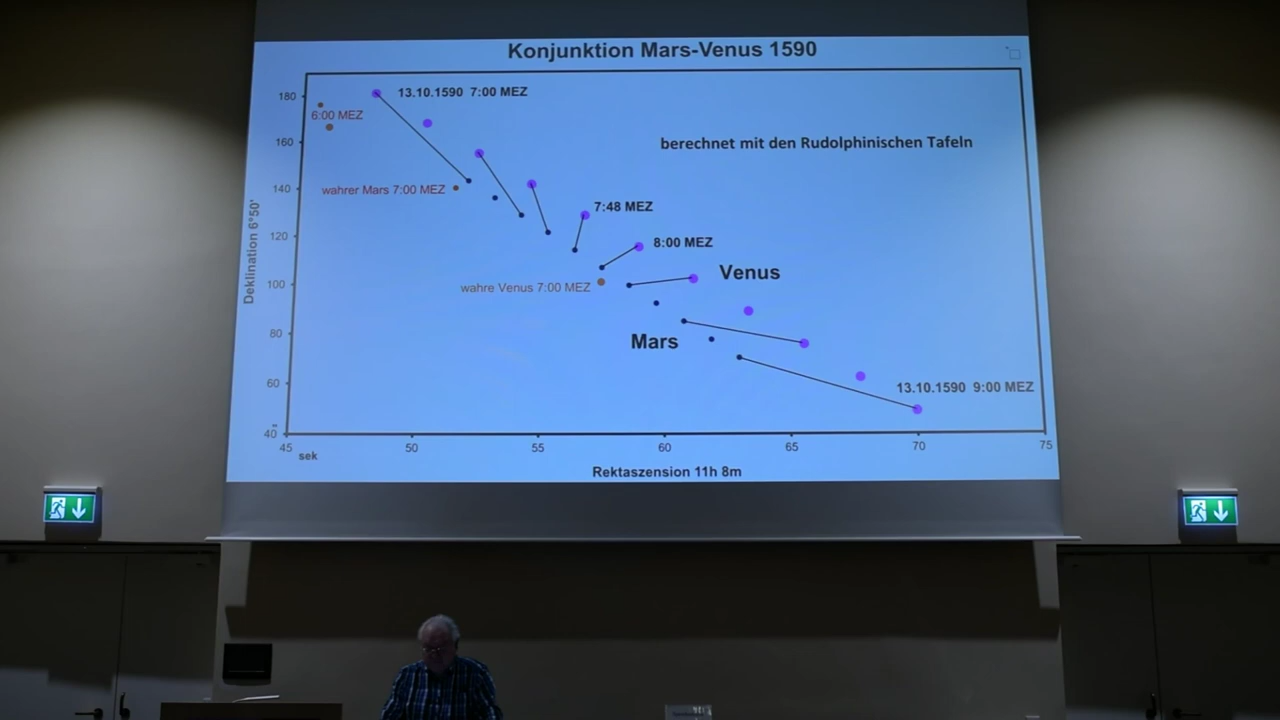 Konjunktion Mars-Venus 1590
180
13.10.1590 7:00 MEZ
6:00 MEZ
160
berechnet mit den Rudolphinischen Tafeln
140
wahrer Mars 7:00 MEZ
7:48 MEZ
120
8:00 MEZ
Deklination 6°50'
100
wahre Venus 7:00 MEZ
Venus
80
Mars
60
13.10.1590 9:00 MEZ
40"
45
50
55
60
65
70
75
sek
Rektaszension 11h 8m